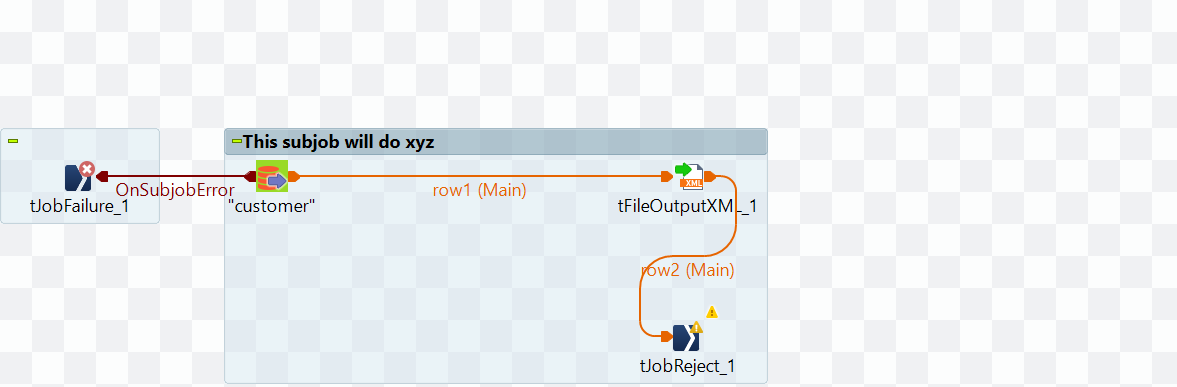 This subjob will do xyz
OnSubjobError
row1 (Main)
tJobFailure_1
"customer"
XML
tFileOutputXML_1
row2 (Main)
tJobReject_1